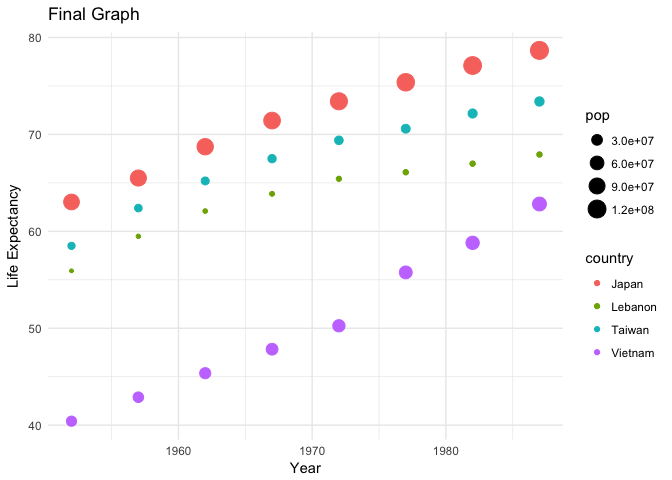 Final Graph
80
70
60
50
40
Life Expectancy
1960
1970
1980
Year
pop
3.0e+07
6.0e+07
9.0e+07
1.2e+08
country
Japan
Lebanon
Taiwan
Vietnam